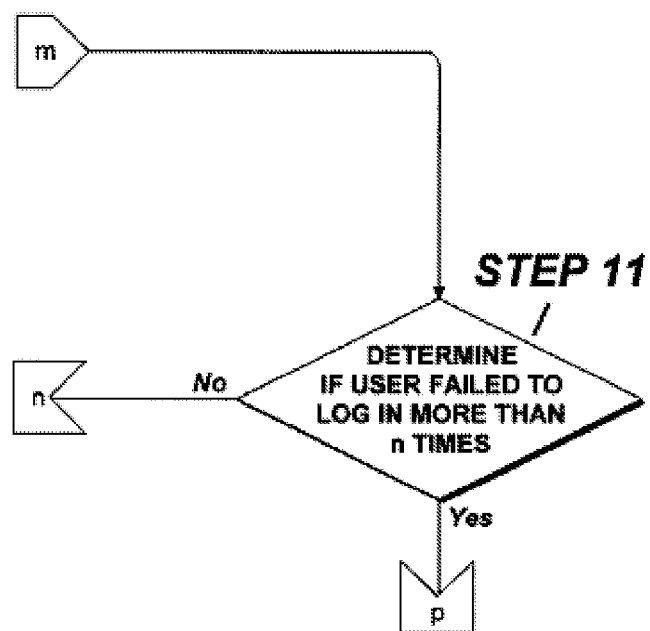 m
STEP 11
DETERMINE
IF USER FAILED TO
LOG IN MORE THAN
n TIMES
No
n
Yes
p